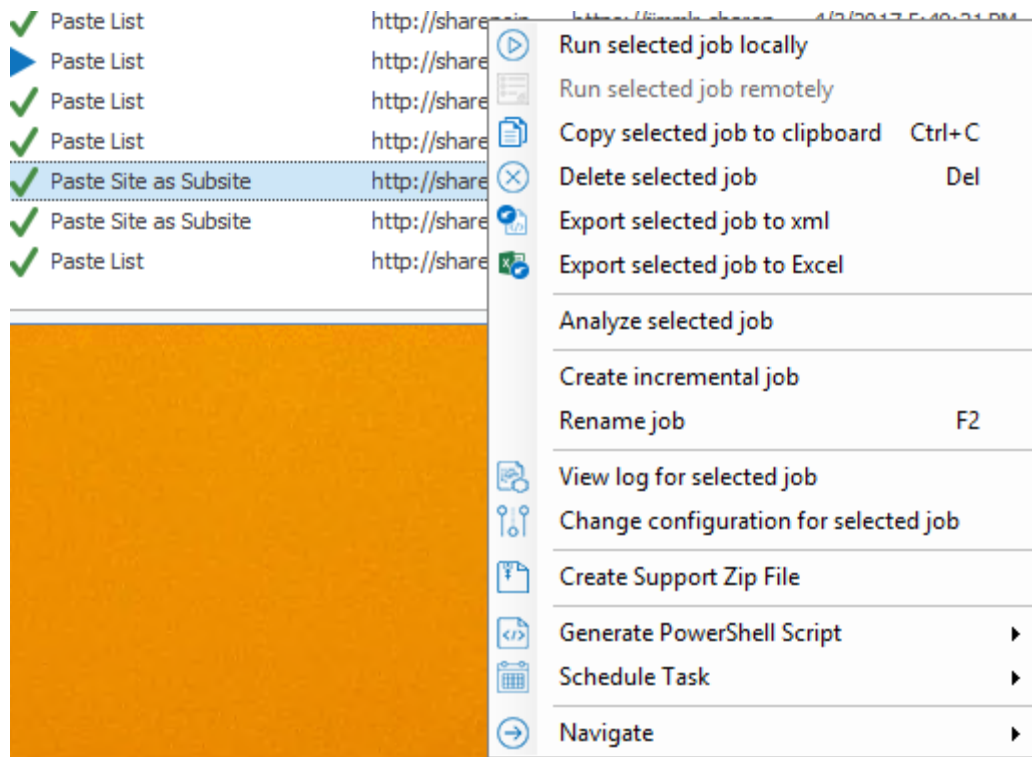 Paste List http://sharepoin
Paste List http://share
Paste List http://share
Paste List http://share
Paste Site as Subsite http://share
Paste Site as Subsite http://share
Paste List http://share
Run selected job locally
Run selected job remotely
Copy selected job to clipboard Ctrl+C
Delete selected job Del
Export selected job to xml
Export selected job to Excel
Analyze selected job
Create incremental job
Rename job F2
View log for selected job
Change configuration for selected job
Create Support Zip File
Generate PowerShell Script
Schedule Task
Navigate